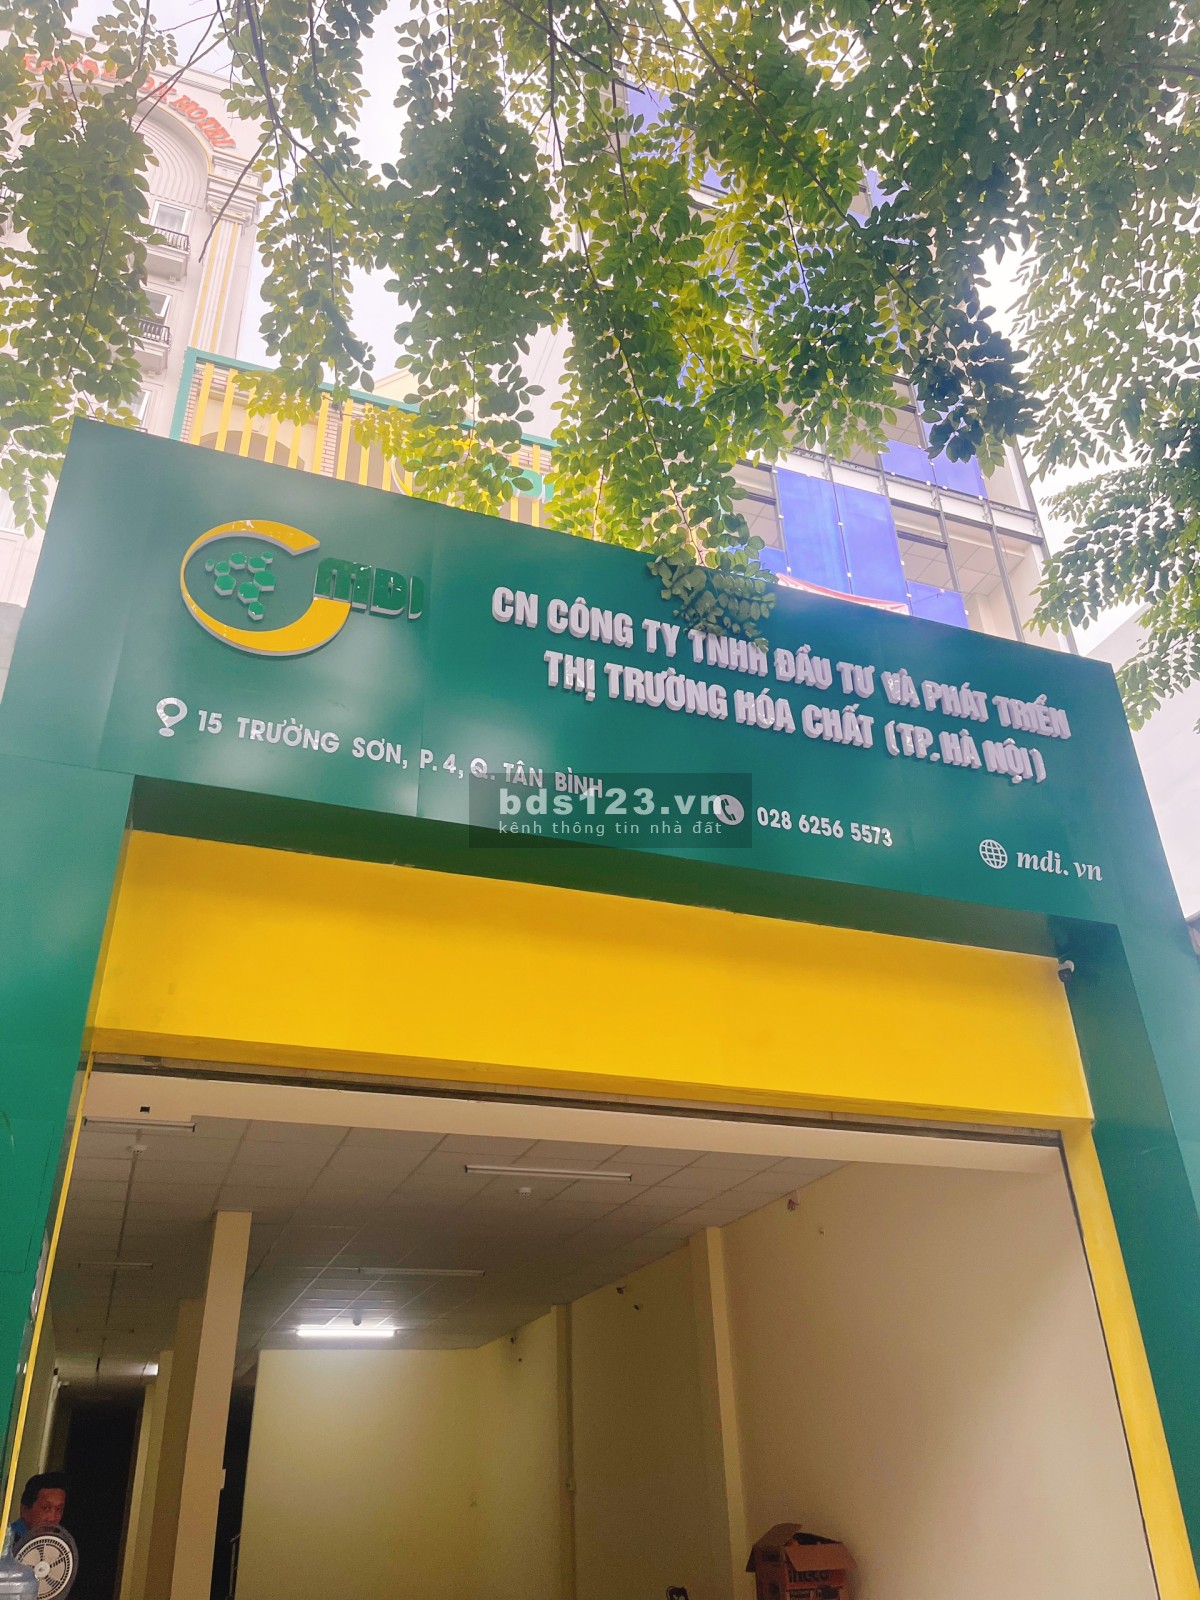 HOTEL
MDI
CN CÔNG TY TNHH ĐẦU TƯ VÀ PHÁT TRIỂN
THỊ TRƯỜNG HÓA CHẤT (TP.HÀ NỘI)
15 TRƯỜNG SƠN, P.4, Q. TÂN BÌNH
028 6256 5573
mdi.vn
bds123.vn
kênh thông tin nhà đất